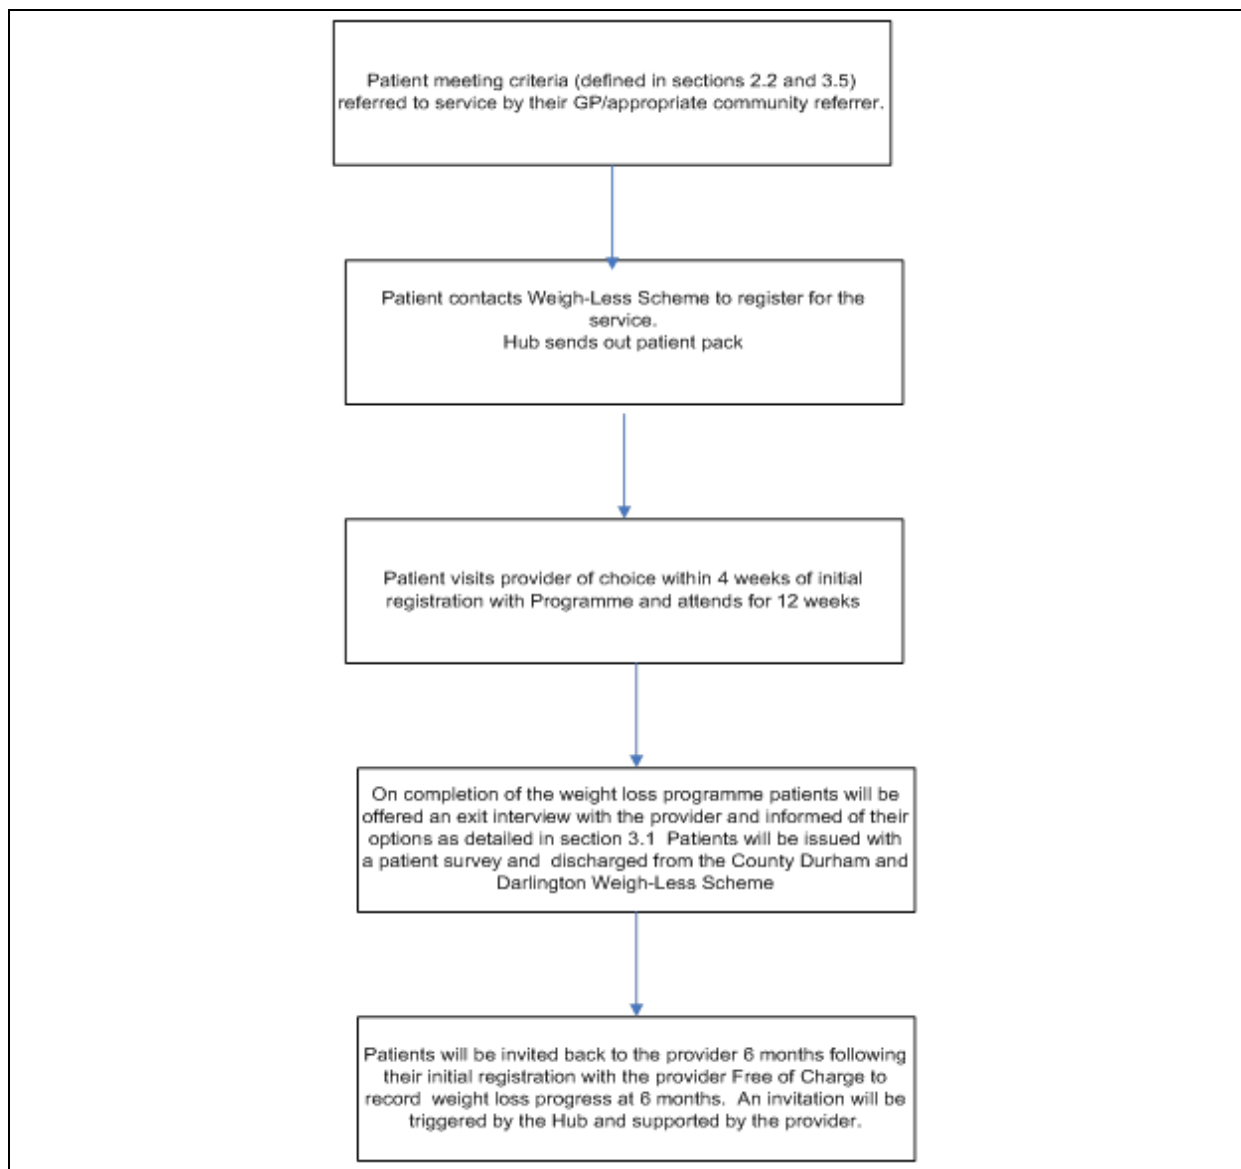 Patient meeting criteria (defined in sections 2.2 and 3.5)
referred to service by their GP/appropriate community referrer.
Patient contacts Weigh-Less Scheme to register for the
service.
Hub sends out patient pack
Patient visits provider of choice within 4 weeks of initial
registration with Programme and attends for 12 weeks
On completion of the weight loss programme patients will be
offered an exit interview with the provider and informed of their
options as detailed in section 3.1  Patients will be issued with
a patient survey and  discharged from the County Durham and
Darlington Weigh-Less Scheme
Patients will be invited back to the provider 6 months following
their initial registration with the provider Free of Charge to
record  weight loss progress at 6 months.  An invitation will be
triggered by the Hub and supported by the provider.